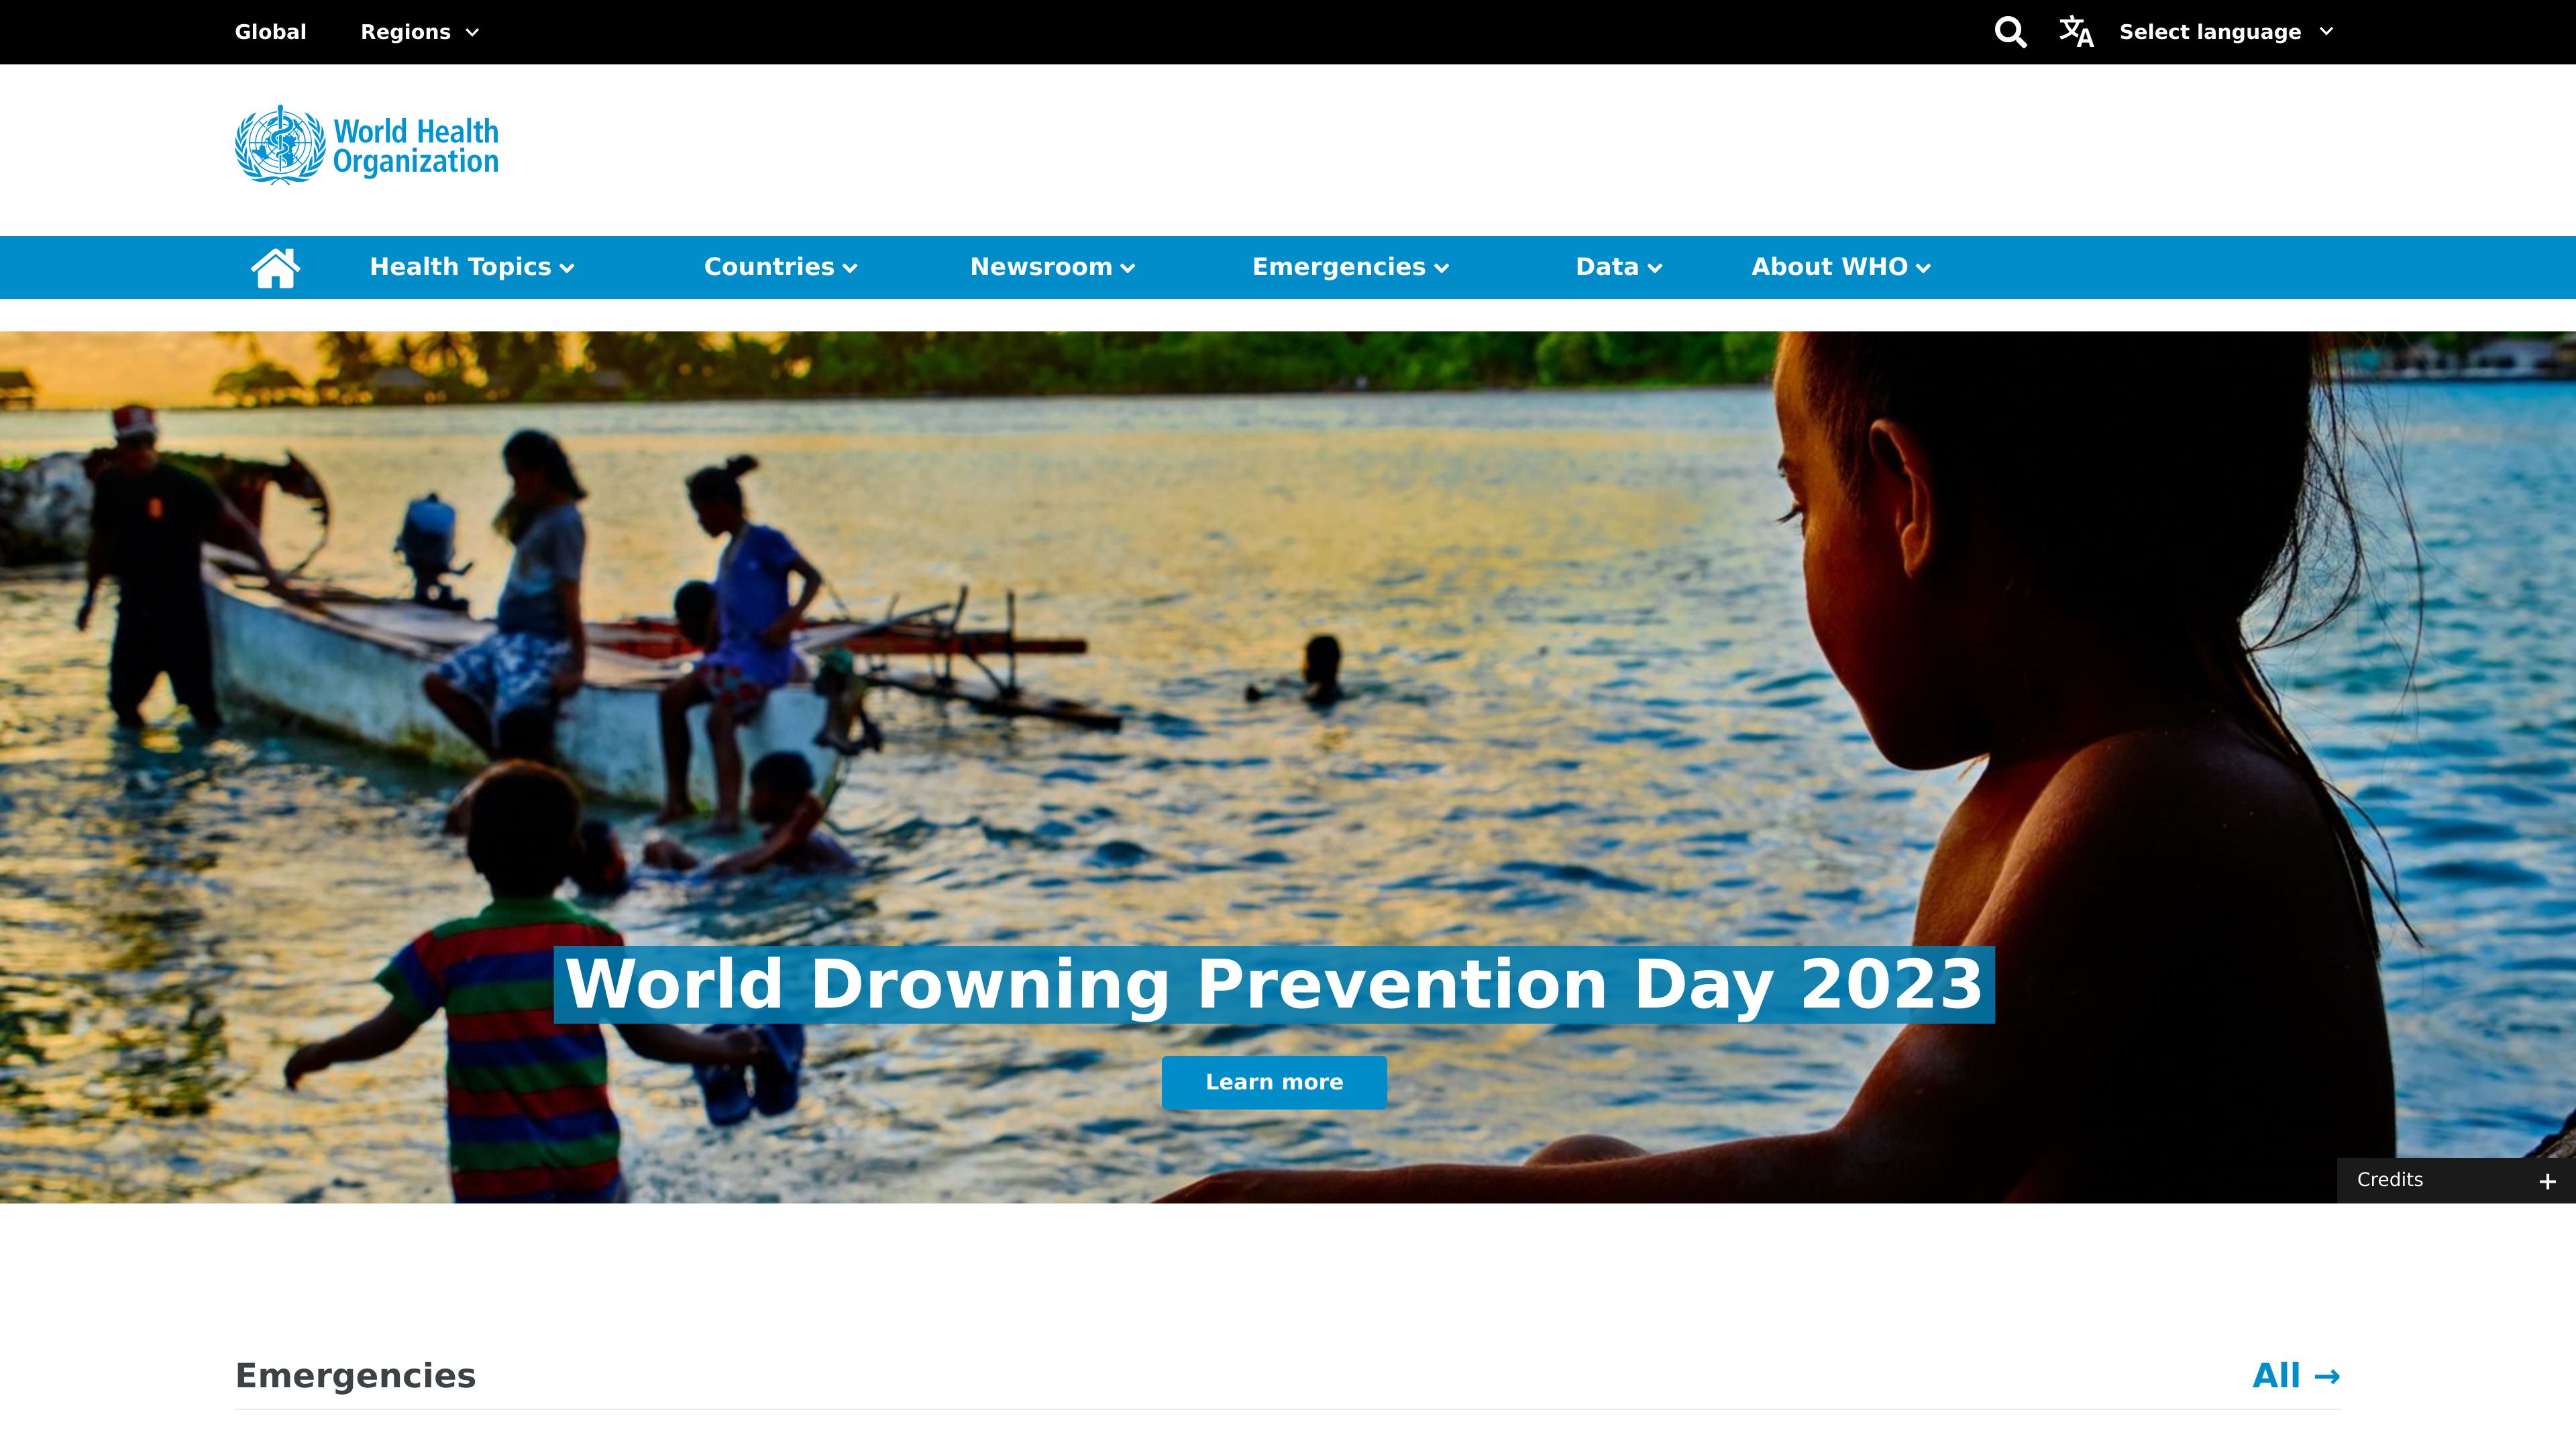 Global Regions Select language
World Health
Organization
Health Topics Countries Newsroom Emergencies Data About WHO
World Drowning Prevention Day 2023
Learn more
Credits +
Emergencies All →